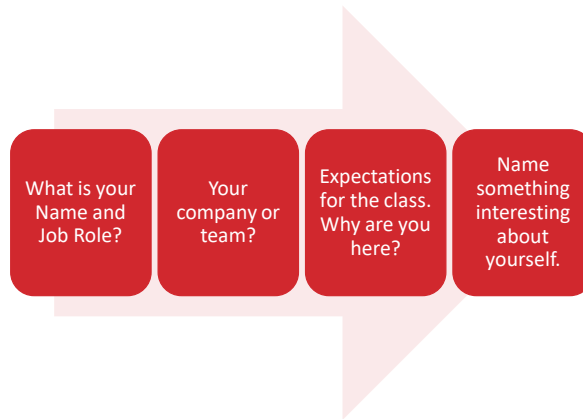 What is your
Name and
Job Role?
Your
company or
team?
Expectations
for the class.
Why are you
here?
Name
something
interesting
about
yourself.